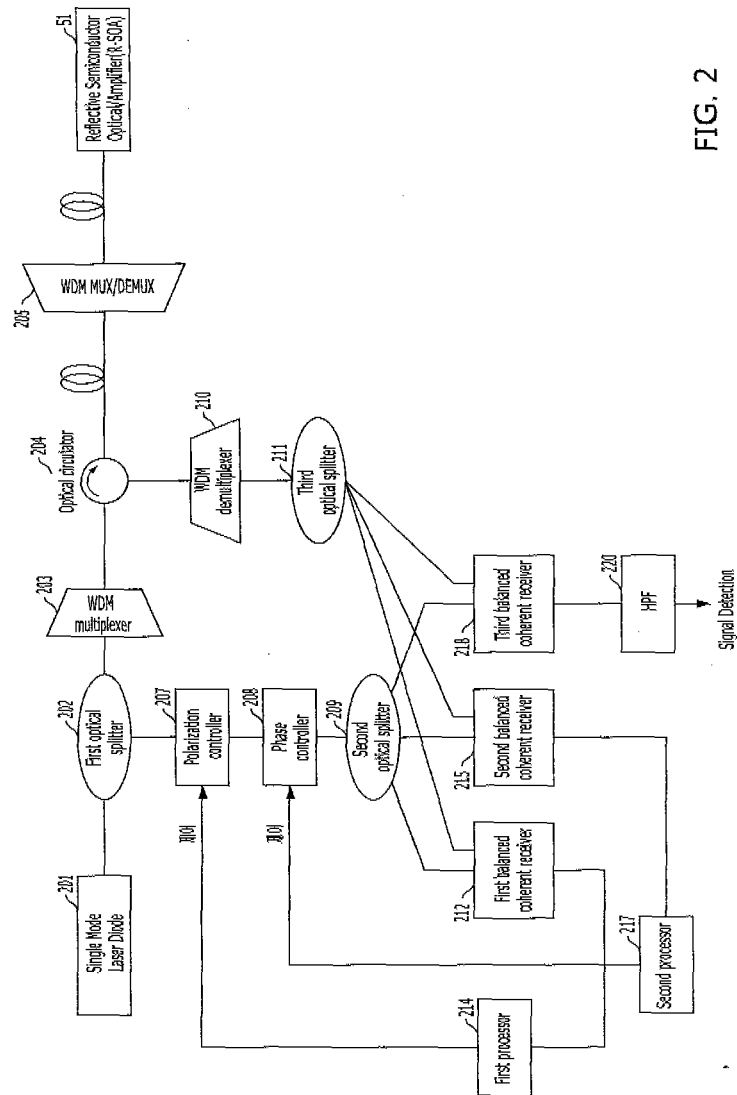 201
Single Mode
Laser Diode
202
First optical
splitter
203
WDM
multiplexer
204
Optical circulator
205
WDM MUX/DEMUX
51
Reflective Semiconductor
Optical/Amplifier(R-SOA)
제어
207
Polarization
controller
제어
208
Phase
controller
209
Second
optical splitter
210
WDM
demultiplexer
211
Third
optical splitter
214
First processor
212
First balanced
coherent receiver
215
Second balanced
coherent receiver
217
Second processor
218
Third balanced
coherent receiver
220
HPF
Signal Detection
FIG. 2